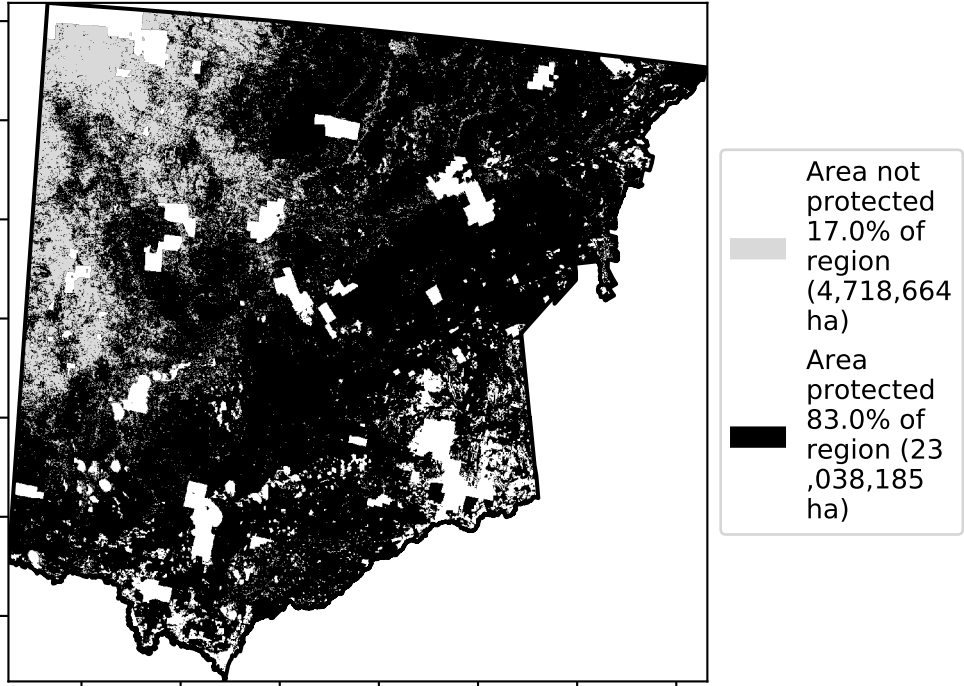 Area not
protected
17.0% of
region
(4,718,664
ha)
Area
protected
83.0% of
region (23
,038,185
ha)